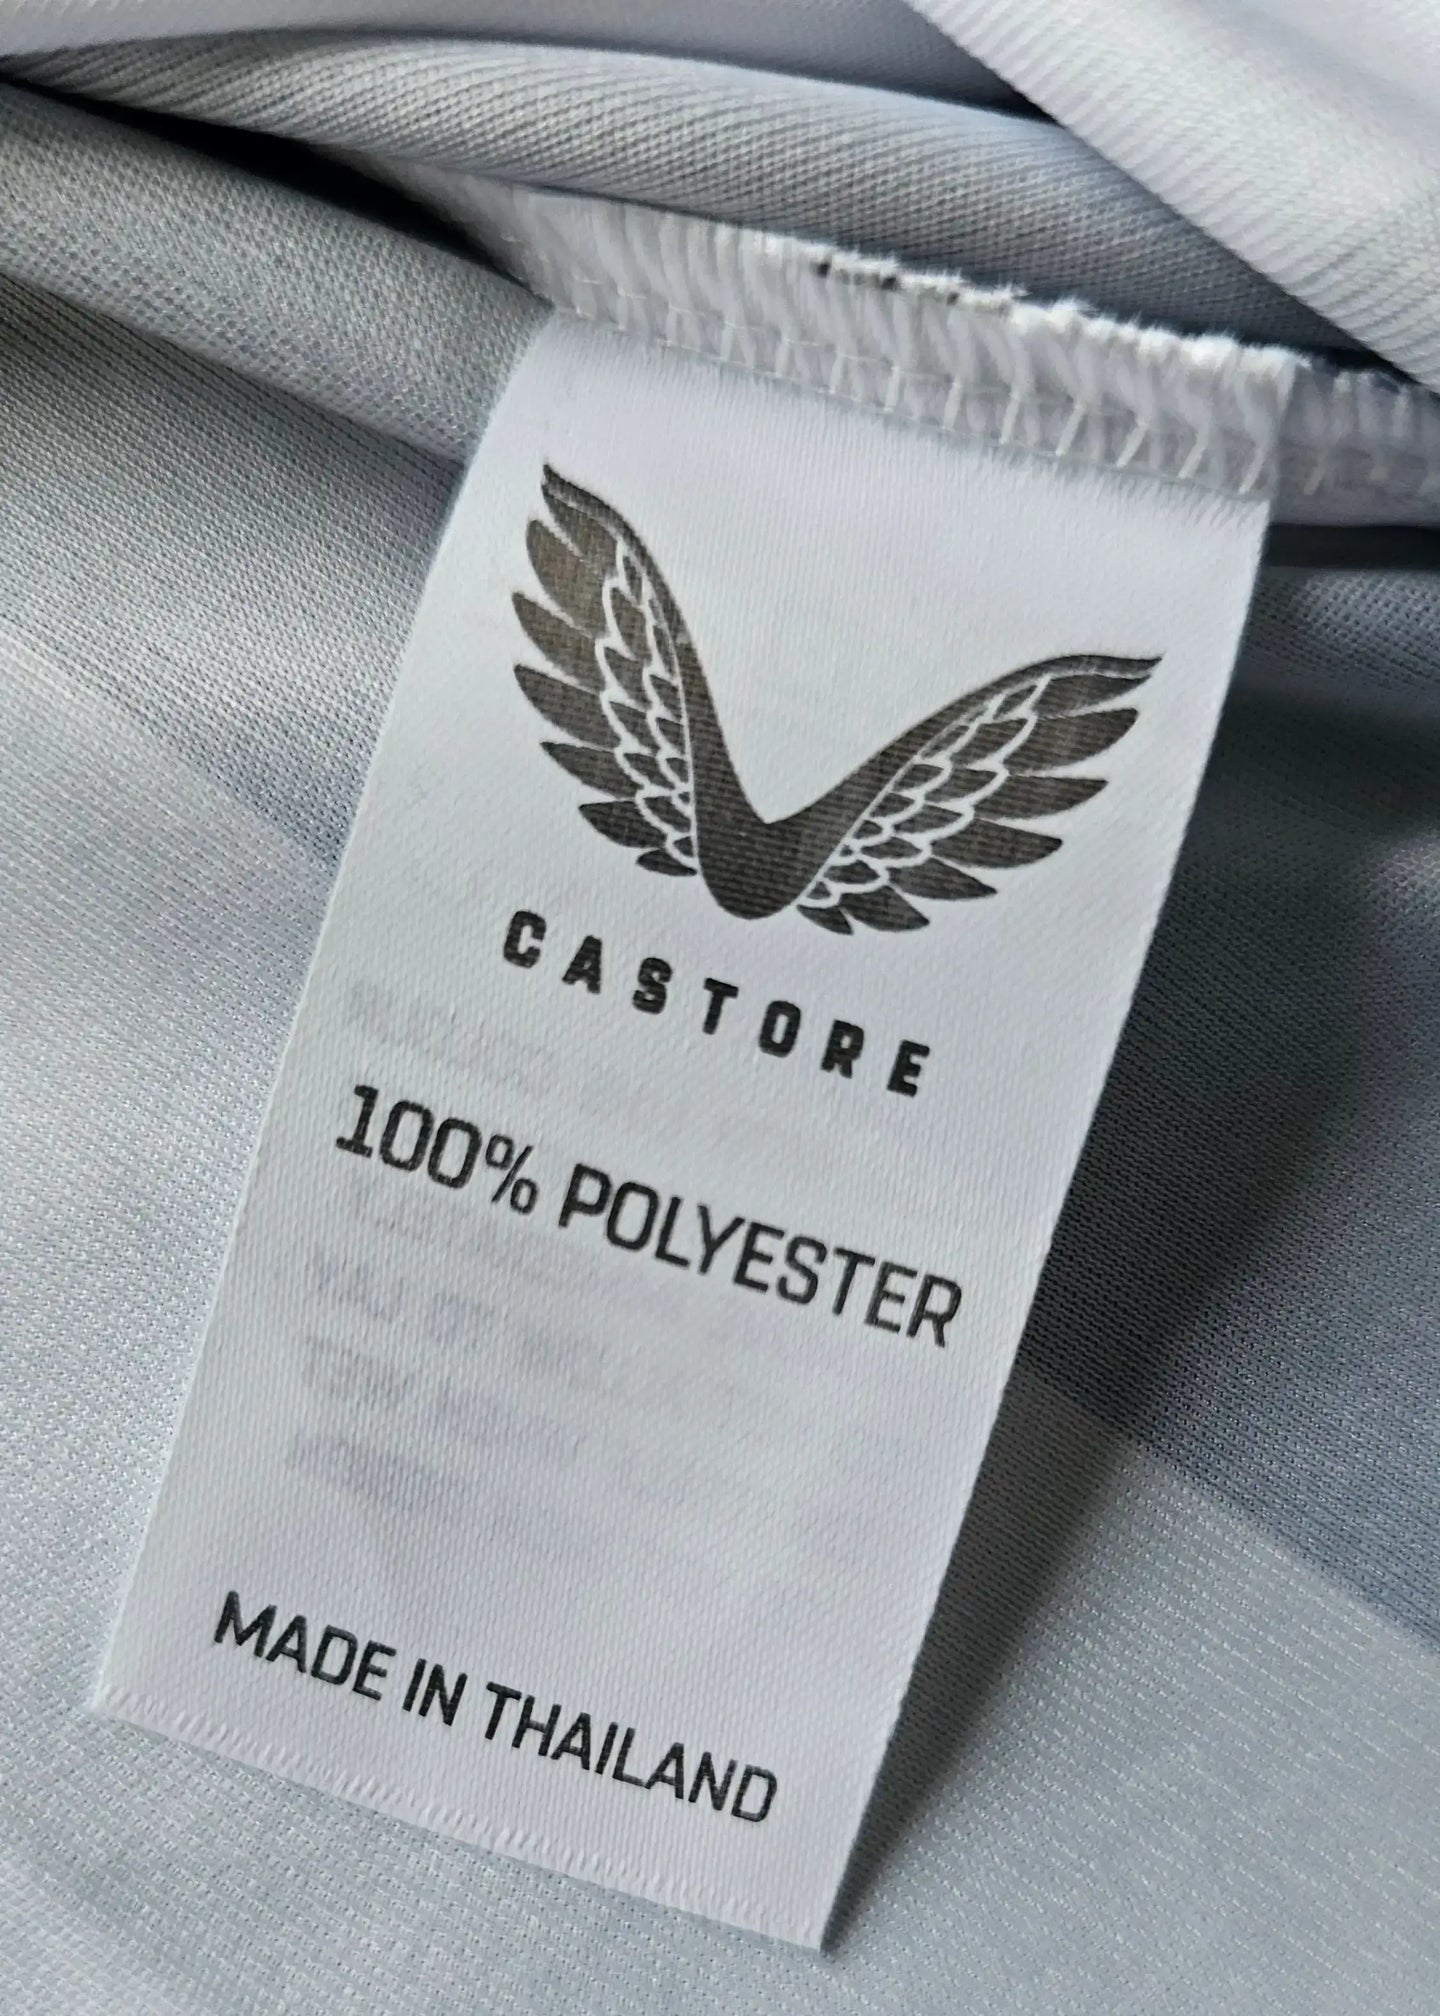 CASTORE
100% POLYESTER
MADE IN THAILAND